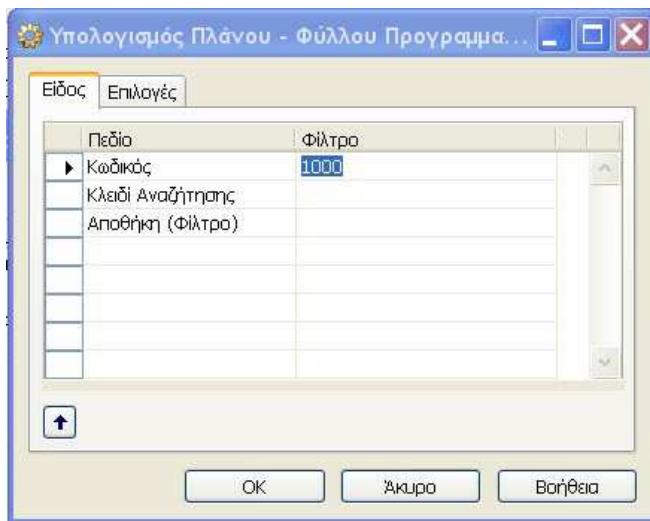 Υπολογισμός Πλάνου - Φύλλου Προγραμμα...
Είδος Επιλογές
Πεδίο Φίλτρο
Κωδικός 1000
Κλειδί Αναζήτησης
Αποθήκη (Φίλτρο)
OK Άκυρο Βοήθεια